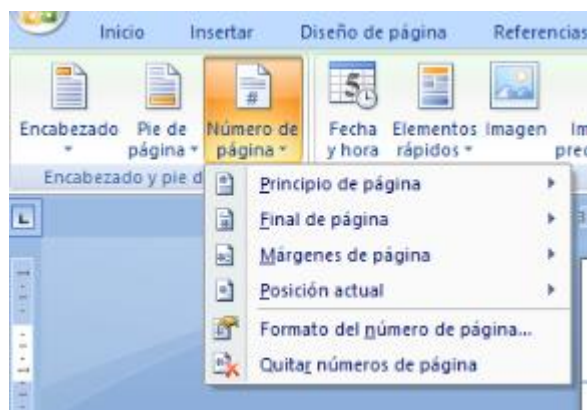 Inicio Insertar Diseño de página Referencias
Encabezado Pie de página Número de página Fecha y hora Elementos rápidos Imagen
Encabezado y pie d
Principio de página
Final de página
Márgenes de página
Posición actual
Formato del número de página...
Quitar números de página